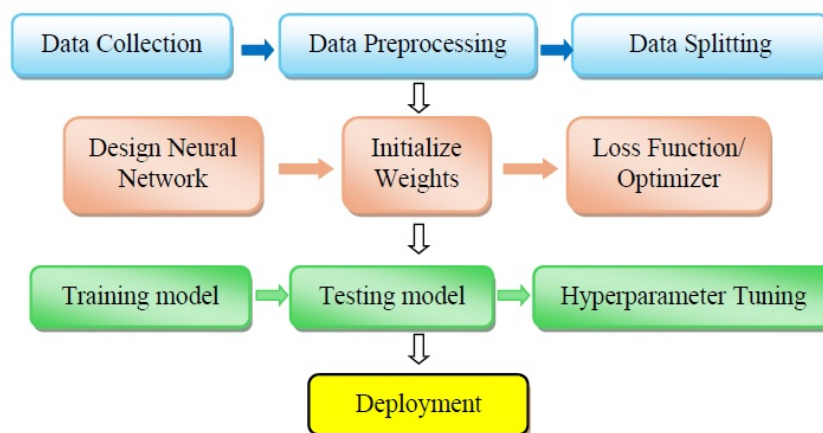 Data Collection
Data Preprocessing
Data Splitting
Design Neural
Network
Initialize
Weights
Loss Function/
Optimizer
Training model
Testing model
Hyperparameter Tuning
Deployment